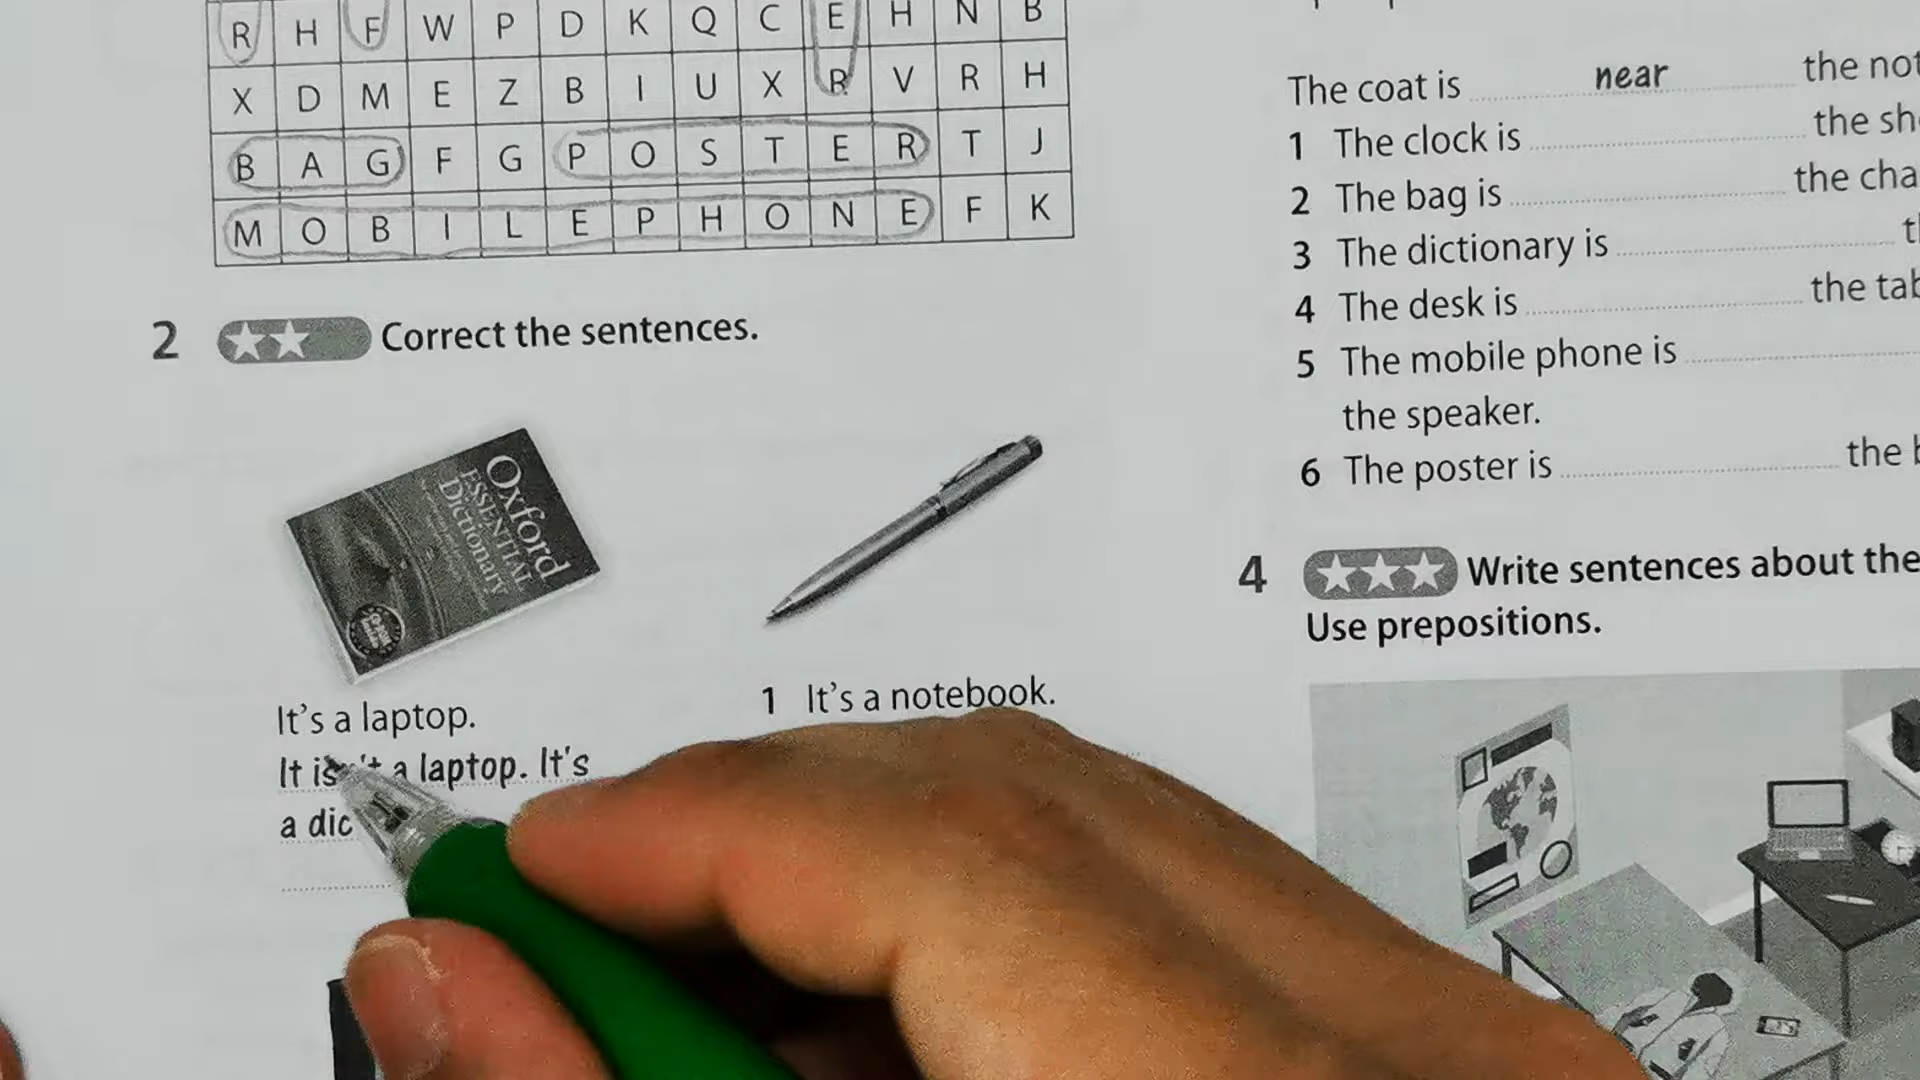 R H F W P D K Q C E H N B
X D M E Z B I U X R V R H
B A G F G P O S T E R T J
M O B I L E P H O N E F K
2 Correct the sentences.
Oxford
ESSENTIAL
Dictionary
It's a laptop.
It isn't a laptop. It's
a dic
1 It's a notebook.
The coat is near the not
1 The clock is the sh
2 The bag is the cha
3 The dictionary is t
4 The desk is the tab
5 The mobile phone is
the speaker.
6 The poster is the b
4 Write sentences about the
Use prepositions.